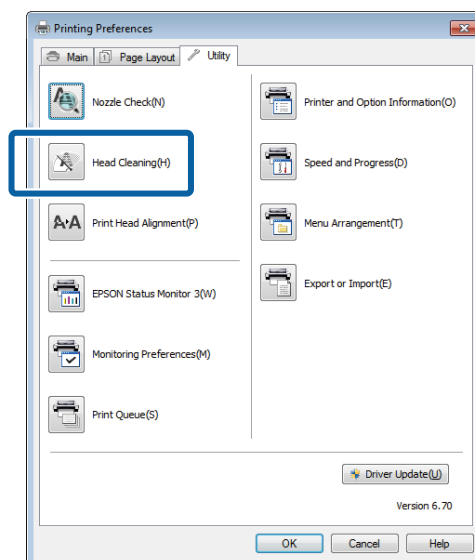 Printing Preferences
Main
Page Layout
Utility
Nozzle Check(N)
Head Cleaning(H)
Print Head Alignment(P)
EPSON Status Monitor 3(W)
Monitoring Preferences(M)
Print Queue(S)
Printer and Option Information(O)
Speed and Progress(D)
Menu Arrangement(T)
Export or Import(E)
Driver Update(U)
Version 6.70
OK
Cancel
Help